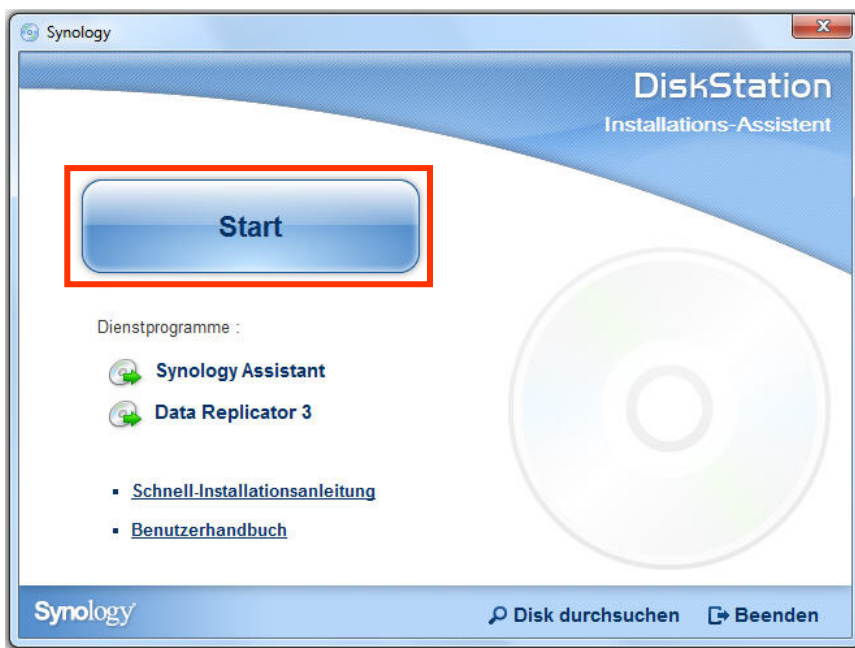 Synology
DiskStation
Installations-Assistent
Start
Dienstprogramme :
Synology Assistant
Data Replicator 3
Schnell-Installationsanleitung
Benutzerhandbuch
Synology
Disk durchsuchen
Beenden